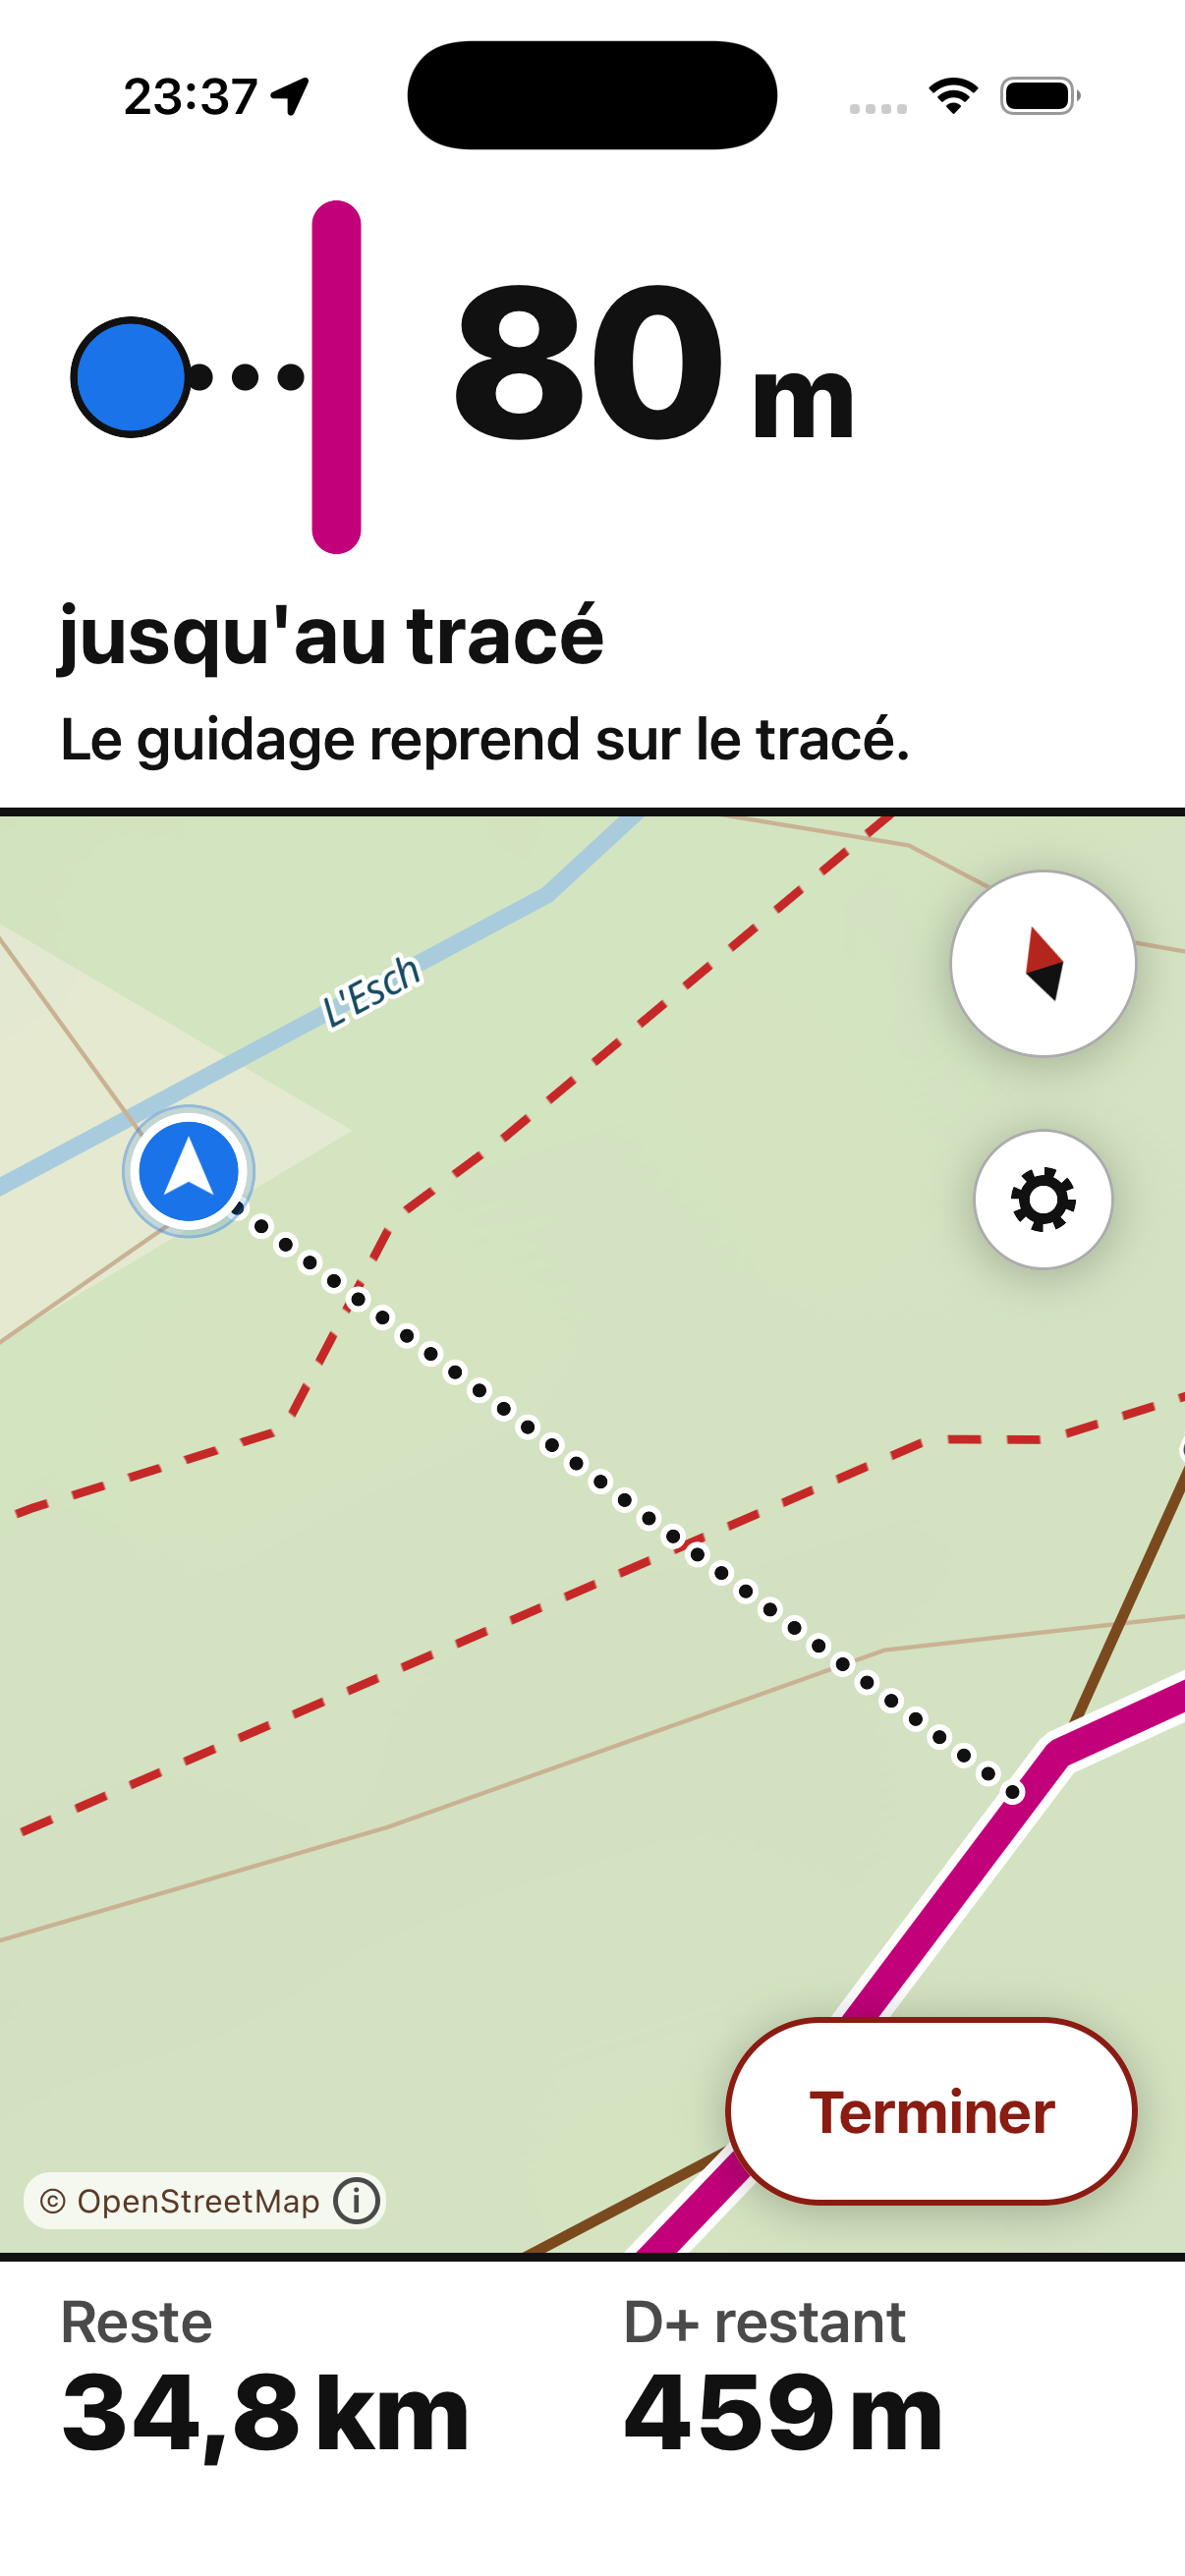 23:37
80 m
jusqu'au tracé
Le guidage reprend sur le tracé.
L'Esch
Terminer
© OpenStreetMap i
Reste
34,8 km
D+ restant
459 m